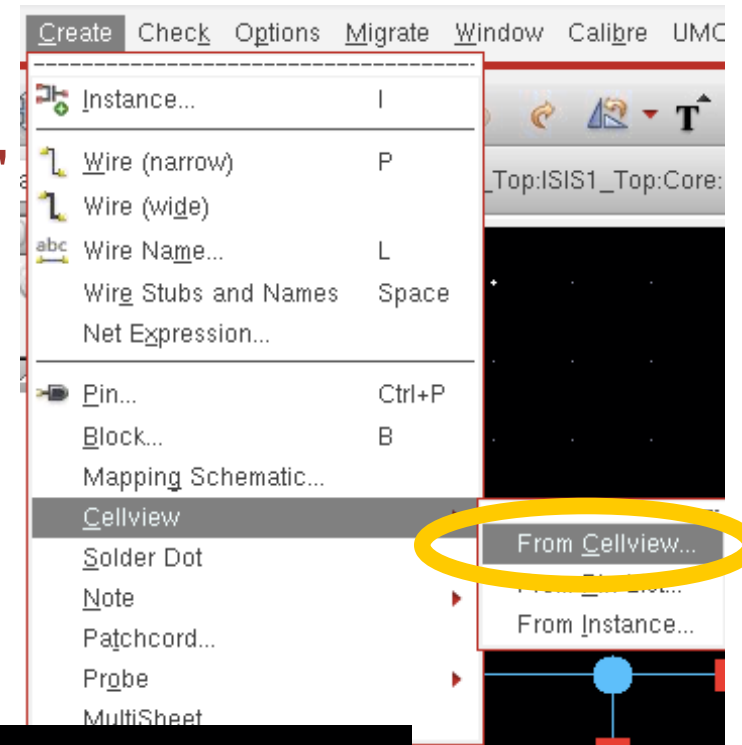 Create Check Options Migrate Window Calibre UMC
Instance... I
T
_Top:ISIS1_Top:Core:
Wire (narrow) P
Wire (wide)
abc Wire Name... L
Wire Stubs and Names Space
Net Expression...
Pin... Ctrl+P
Block... B
Mapping Schematic...
Cellview
From Cellview...
Solder Dot
Note
From Instance...
Patchcord...
Probe
MultiSheet